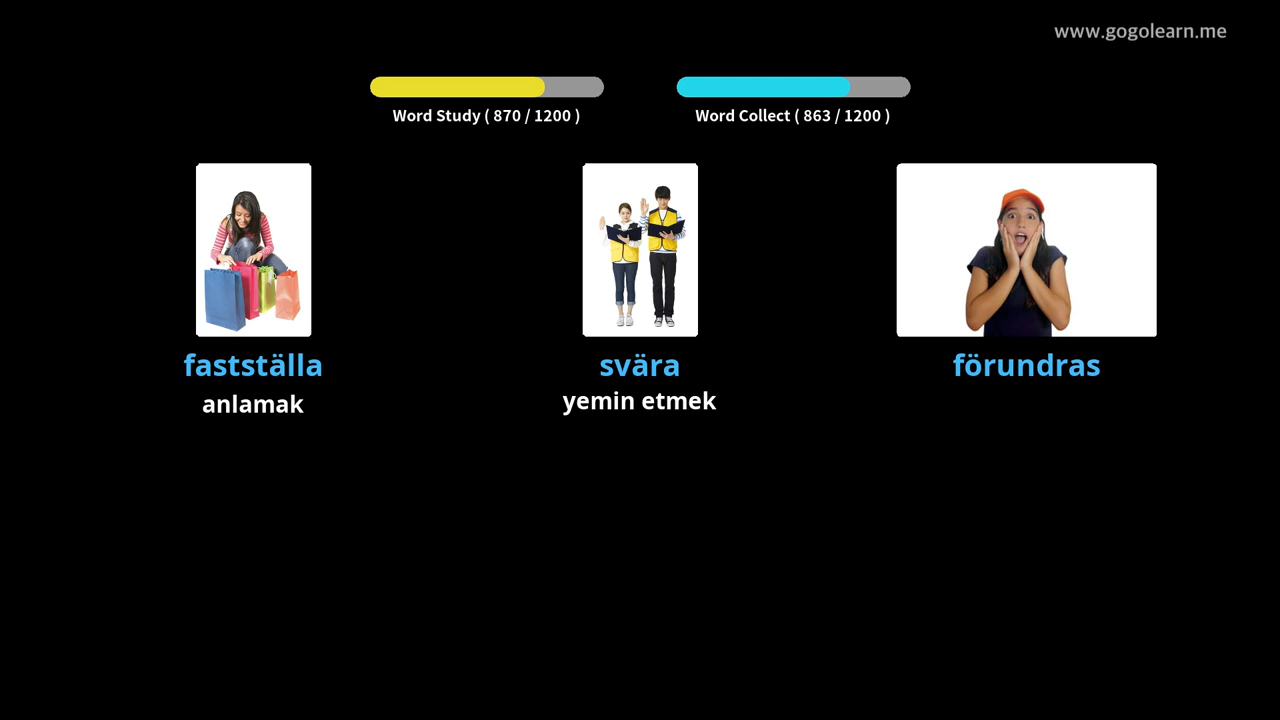 www.gogolearn.me
Word Study ( 870 / 1200 )
Word Collect ( 863 / 1200 )
fastställa
svära
förundras
anlamak
yemin etmek